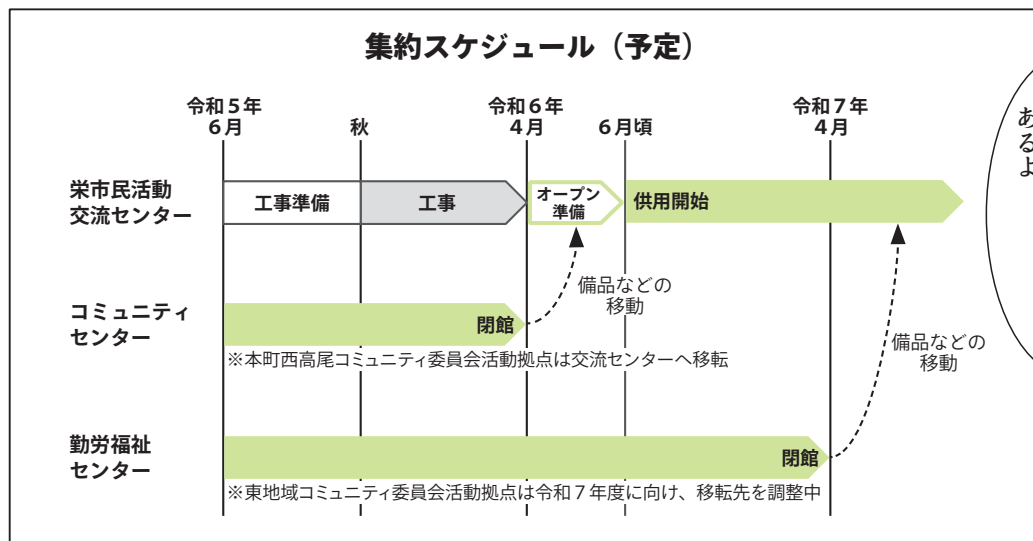 集約スケジュール（予定）
令和５年
６月
秋
令和６年
４月
６月頃
令和７年
４月
栄市民活動
交流センター
工事準備
工事
オープン
準備
供用開始
備品などの
移動
コミュニティ
センター
閉館
※本町西高尾コミュニティ委員会活動拠点は交流センターへ移転
備品などの
移動
勤労福祉
センター
閉館
※東地域コミュニティ委員会活動拠点は令和７年度に向け、移転先を調整中
あるよ